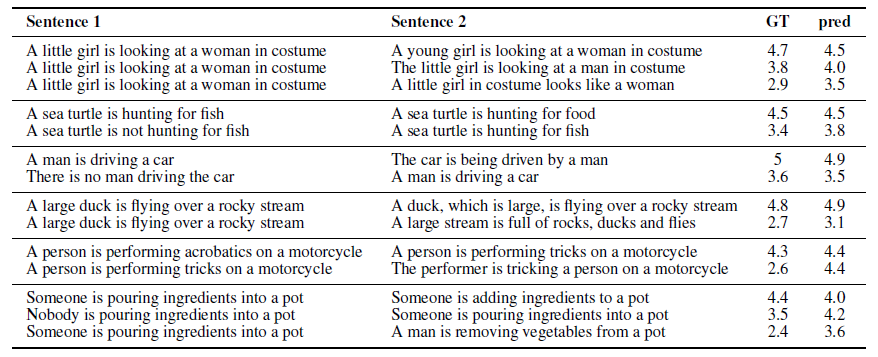 Sentence 1 Sentence 2 GT pred
A little girl is looking at a woman in costume A young girl is looking at a woman in costume 4.7 4.5
A little girl is looking at a woman in costume The little girl is looking at a man in costume 3.8 4.0
A little girl is looking at a woman in costume A little girl in costume looks like a woman 2.9 3.5
A sea turtle is hunting for fish A sea turtle is hunting for food 4.5 4.5
A sea turtle is not hunting for fish A sea turtle is hunting for fish 3.4 3.8
A man is driving a car The car is being driven by a man 5 4.9
There is no man driving the car A man is driving a car 3.6 3.5
A large duck is flying over a rocky stream A duck, which is large, is flying over a rocky stream 4.8 4.9
A large duck is flying over a rocky stream A large stream is full of rocks, ducks and flies 2.7 3.1
A person is performing acrobatics on a motorcycle A person is performing tricks on a motorcycle 4.3 4.4
A person is performing tricks on a motorcycle The performer is tricking a person on a motorcycle 2.6 4.4
Someone is pouring ingredients into a pot Someone is adding ingredients to a pot 4.4 4.0
Nobody is pouring ingredients into a pot Someone is pouring ingredients into a pot 3.5 4.2
Someone is pouring ingredients into a pot A man is removing vegetables from a pot 2.4 3.6